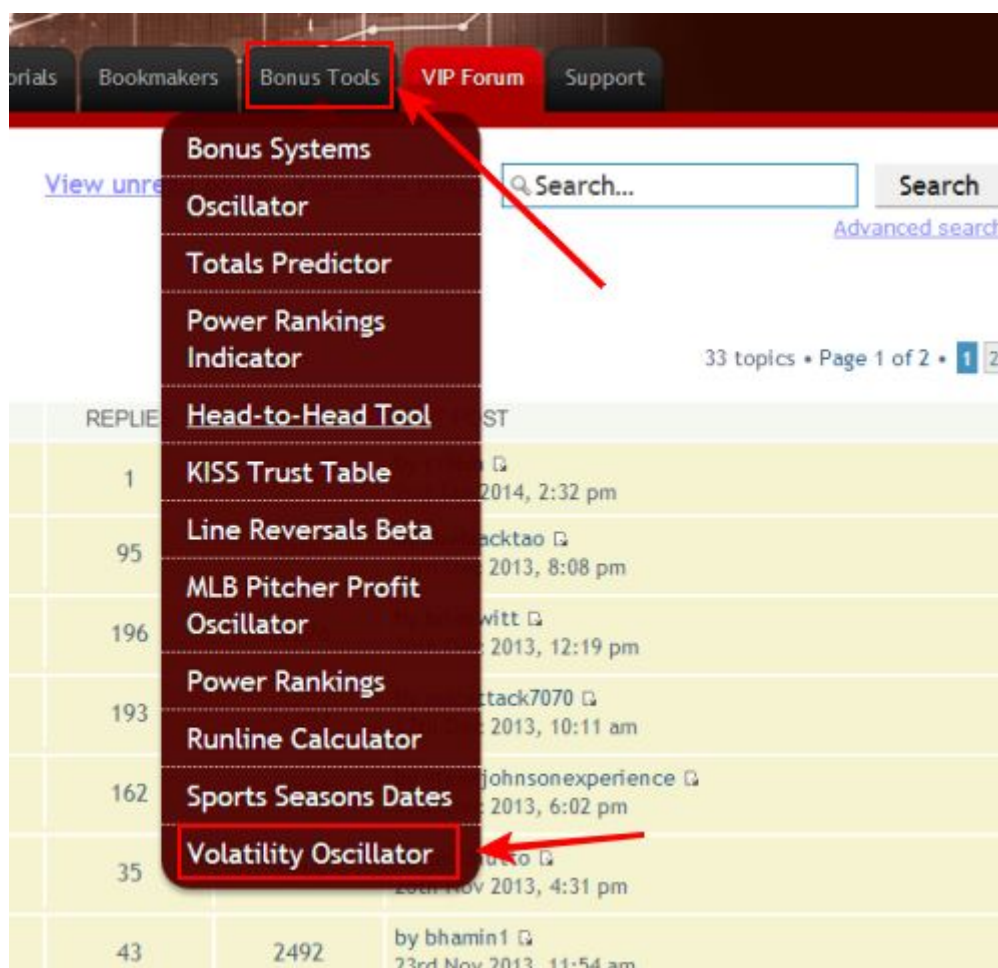 orials Bookmakers Bonus Tools VIP Forum Support
Bonus Systems
View unre Search... Search
Oscillator
Advanced search
Totals Predictor
Power Rankings
Indicator
33 topics • Page 1 of 2 • 1 2
REPLIE Head-to-Head Tool ST
1 KISS Trust Table
2014, 2:32 pm
Line Reversals Beta
95 acktao
2013, 8:08 pm
MLB Pitcher Profit
Oscillator
196 witt
2013, 12:19 pm
Power Rankings
193 ttack7070
2013, 10:11 am
Runline Calculator
162 Sports Seasons Dates johnsonexperience
2013, 6:02 pm
Volatility Oscillator
35
Nov 2013, 4:31 pm
43 2492 by bhamin1
23rd Nov 2013, 11:54 am